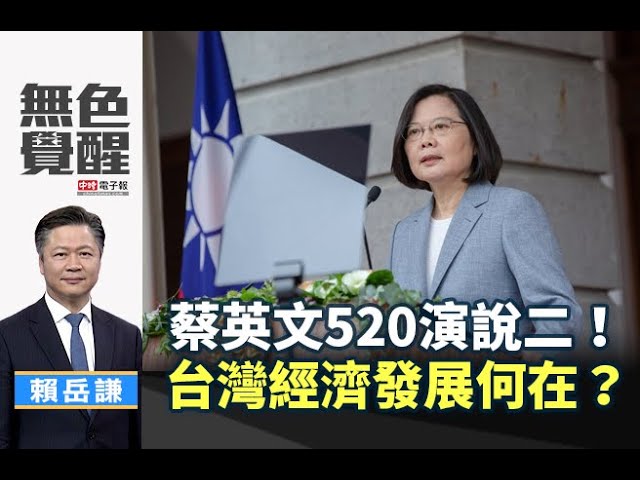 無色
覺醒
中時 電子報
蔡英文520演說二！
賴岳謙
台灣經濟發展何在？